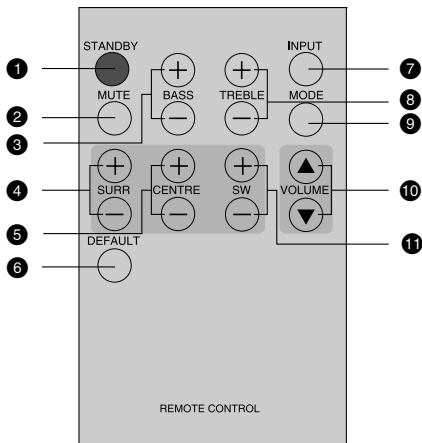 STANDBY INPUT
1 + + 7
MUTE BASS TREBLE MODE 8
2 − − 9
3
4 + + + ▲ 10
SURR CENTRE SW VOLUME
5 − − − ▼ 11
DEFAULT
6
REMOTE CONTROL